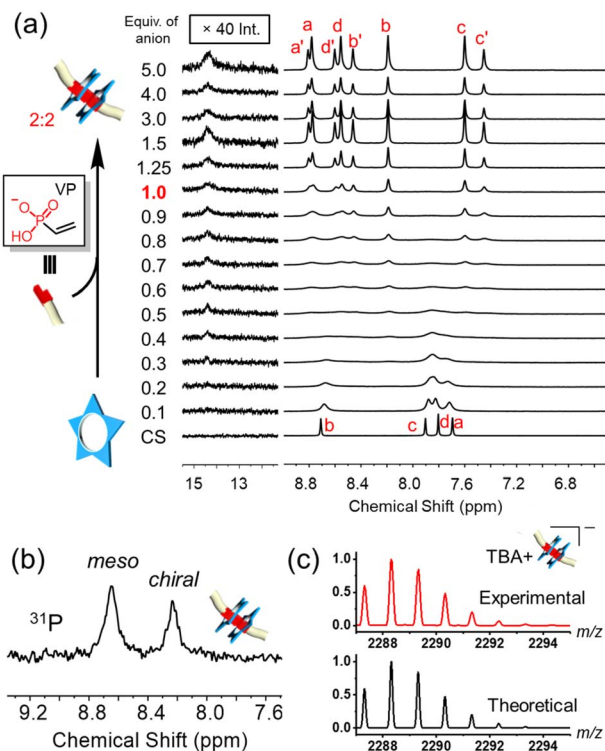 (a)
Equiv. of
anion
× 40 Int.
a' a d' d b' b c c'
5.0
4.0
2:2
3.0
1.5
1.25
VP
1.0
−
O O
P
HO
0.9
0.8
0.7
0.6
0.5
0.4
0.3
0.2
0.1
CS
b c d a
15 13 8.8 8.4 8.0 7.6 7.2 6.8
Chemical Shift (ppm)
(b)
meso
chiral
31P
9.2 8.8 8.4 8.0 7.6
Chemical Shift (ppm)
(c)
TBA+
−
1.0
Experimental
0.5
0.0
m/z
2288 2290 2292 2294
1.0
Theoretical
0.5
0.0
m/z
2288 2290 2292 2294